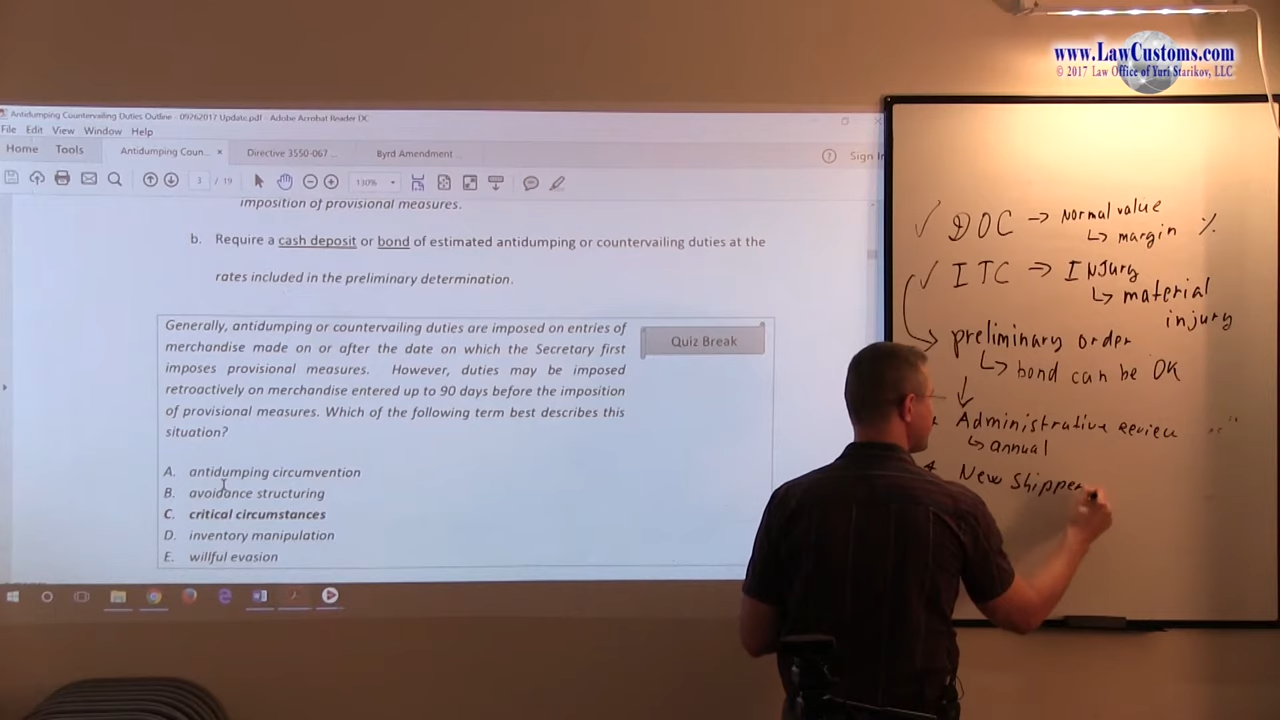 www.LawCustoms.com
© 2017 Law Office of Yuri Starikov, LLC
Antidumping Countervailing Duties Outline - 09262017 Update.pdf - Adobe Acrobat Reader DC
File Edit View Window Help
Home Tools Antidumping Coun... × Directive 3550-067 ... Byrd Amendment ... Sign In
3 / 19 130%
imposition of provisional measures.
b. Require a cash deposit or bond of estimated antidumping or countervailing duties at the
rates included in the preliminary determination.
Quiz Break
Generally, antidumping or countervailing duties are imposed on entries of
merchandise made on or after the date on which the Secretary first
imposes provisional measures. However, duties may be imposed
retroactively on merchandise entered up to 90 days before the imposition
of provisional measures. Which of the following term best describes this
situation?
A. antidumping circumvention
B. avoidance structuring
C. critical circumstances
D. inventory manipulation
E. willful evasion
✓ DOC → Normal value
↳ margin %
✓ ITC → INjury
↳ material
injury
→ preliminary order
↳ bond can be OK
↓
Administrative review
↳ annual
New Shipper